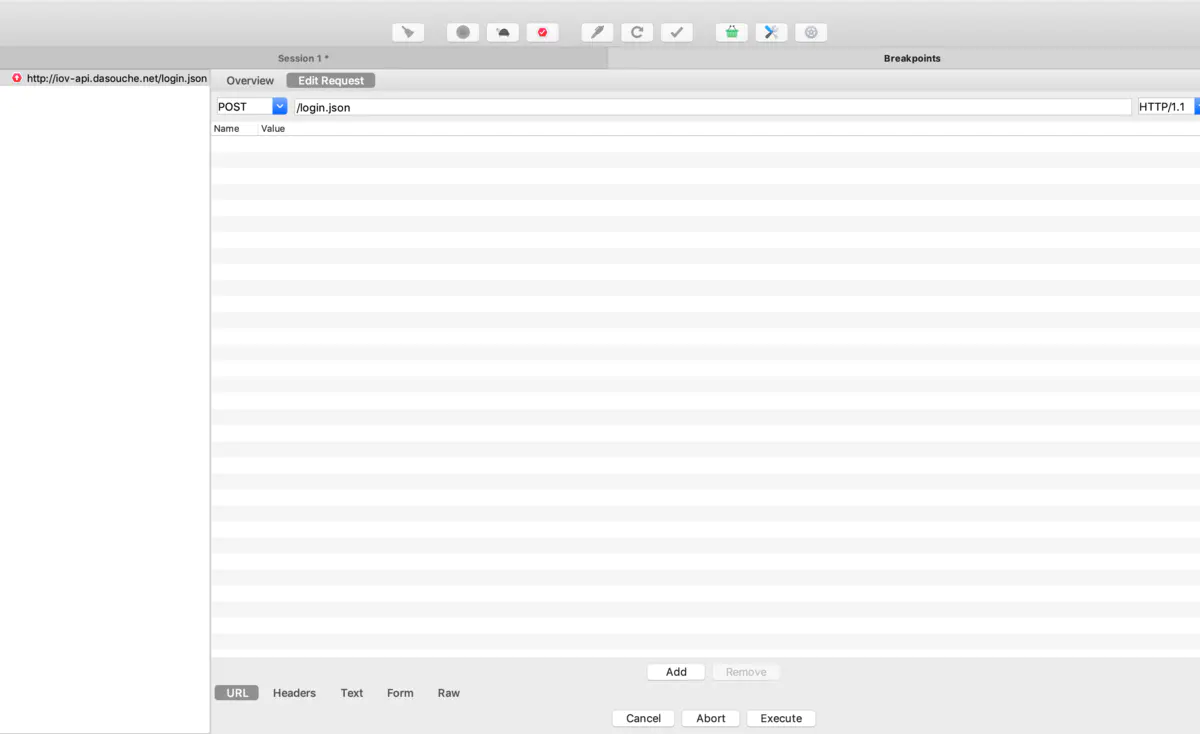 Session 1 *
Breakpoints
http://iov-api.dasouche.net/login.json
Overview
Edit Request
POST
/login.json
HTTP/1.1
Name
Value
Add
Remove
URL
Headers
Text
Form
Raw
Cancel
Abort
Execute